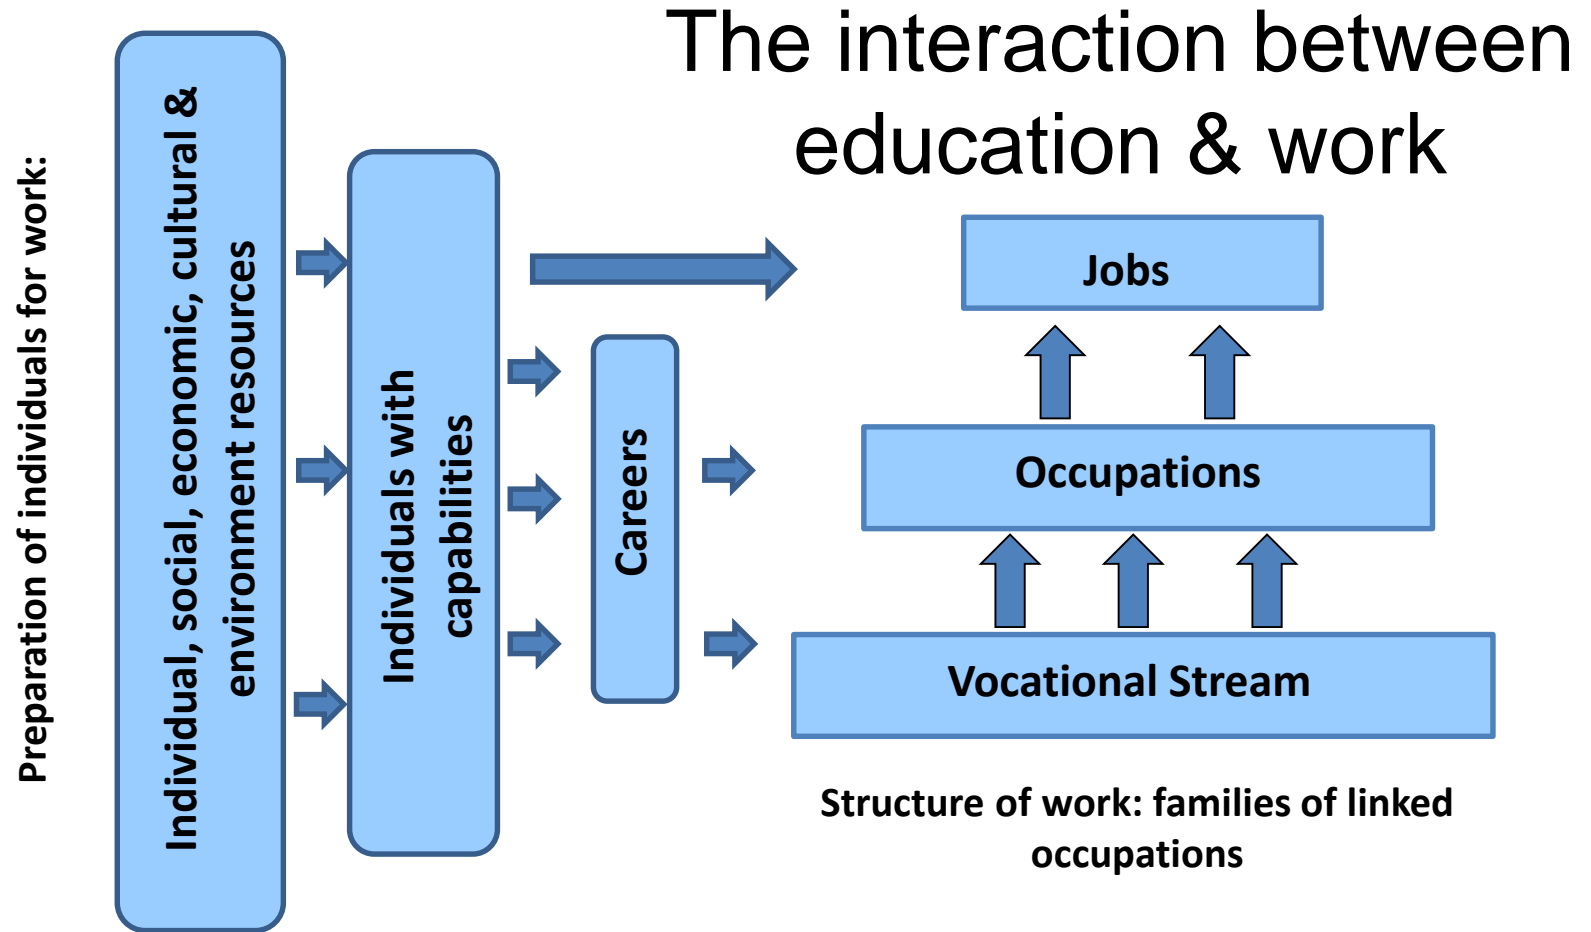 The interaction between
education & work
Preparation of individuals for work:
Individual, social, economic, cultural &
environment resources
Individuals with
capabilities
Careers
Jobs
Occupations
Vocational Stream
Structure of work: families of linked
occupations